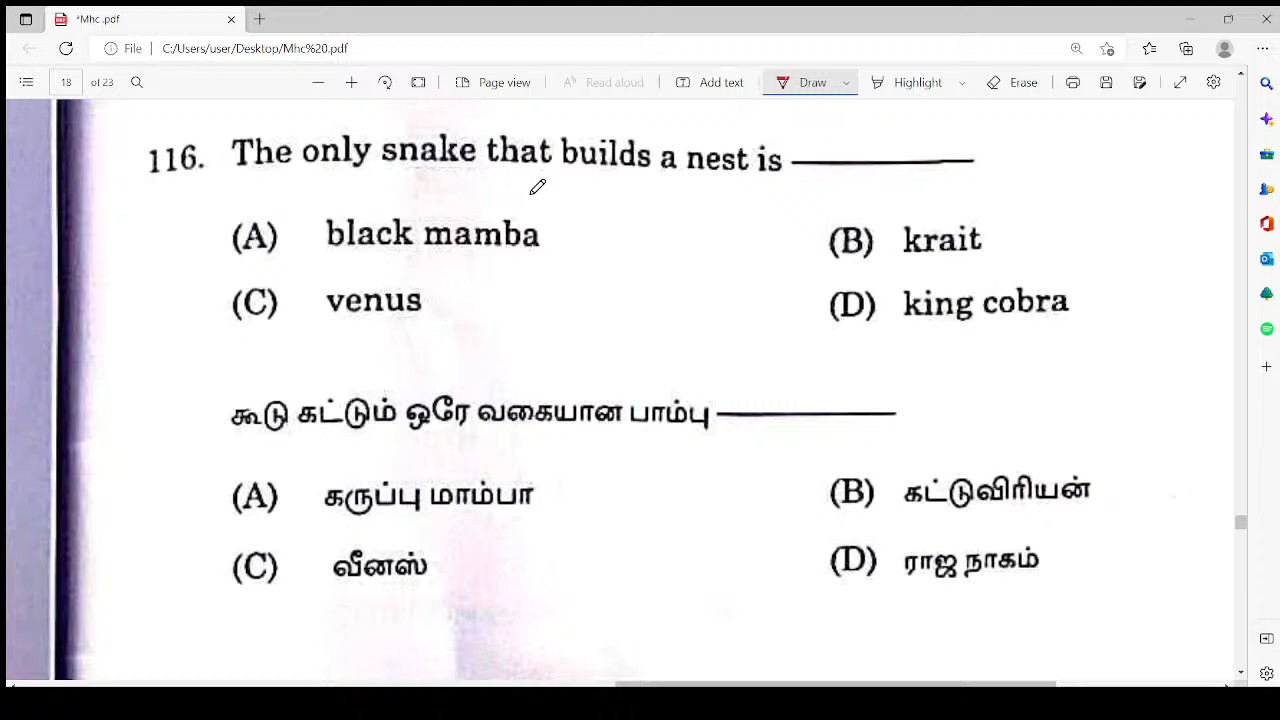 *Mhc .pdf
File
C:/Users/user/Desktop/Mhc%20.pdf
18 of 23
Page view
Read aloud
Add text
Draw
Highlight
Erase
116. The only snake that builds a nest is
(A) black mamba (B) krait
(C) venus (D) king cobra
கூடு கட்டும் ஒரே வகையான பாம்பு
(A) கருப்பு மாம்பா (B) கட்டுவிரியன்
(C) வீனஸ் (D) ராஜ நாகம்